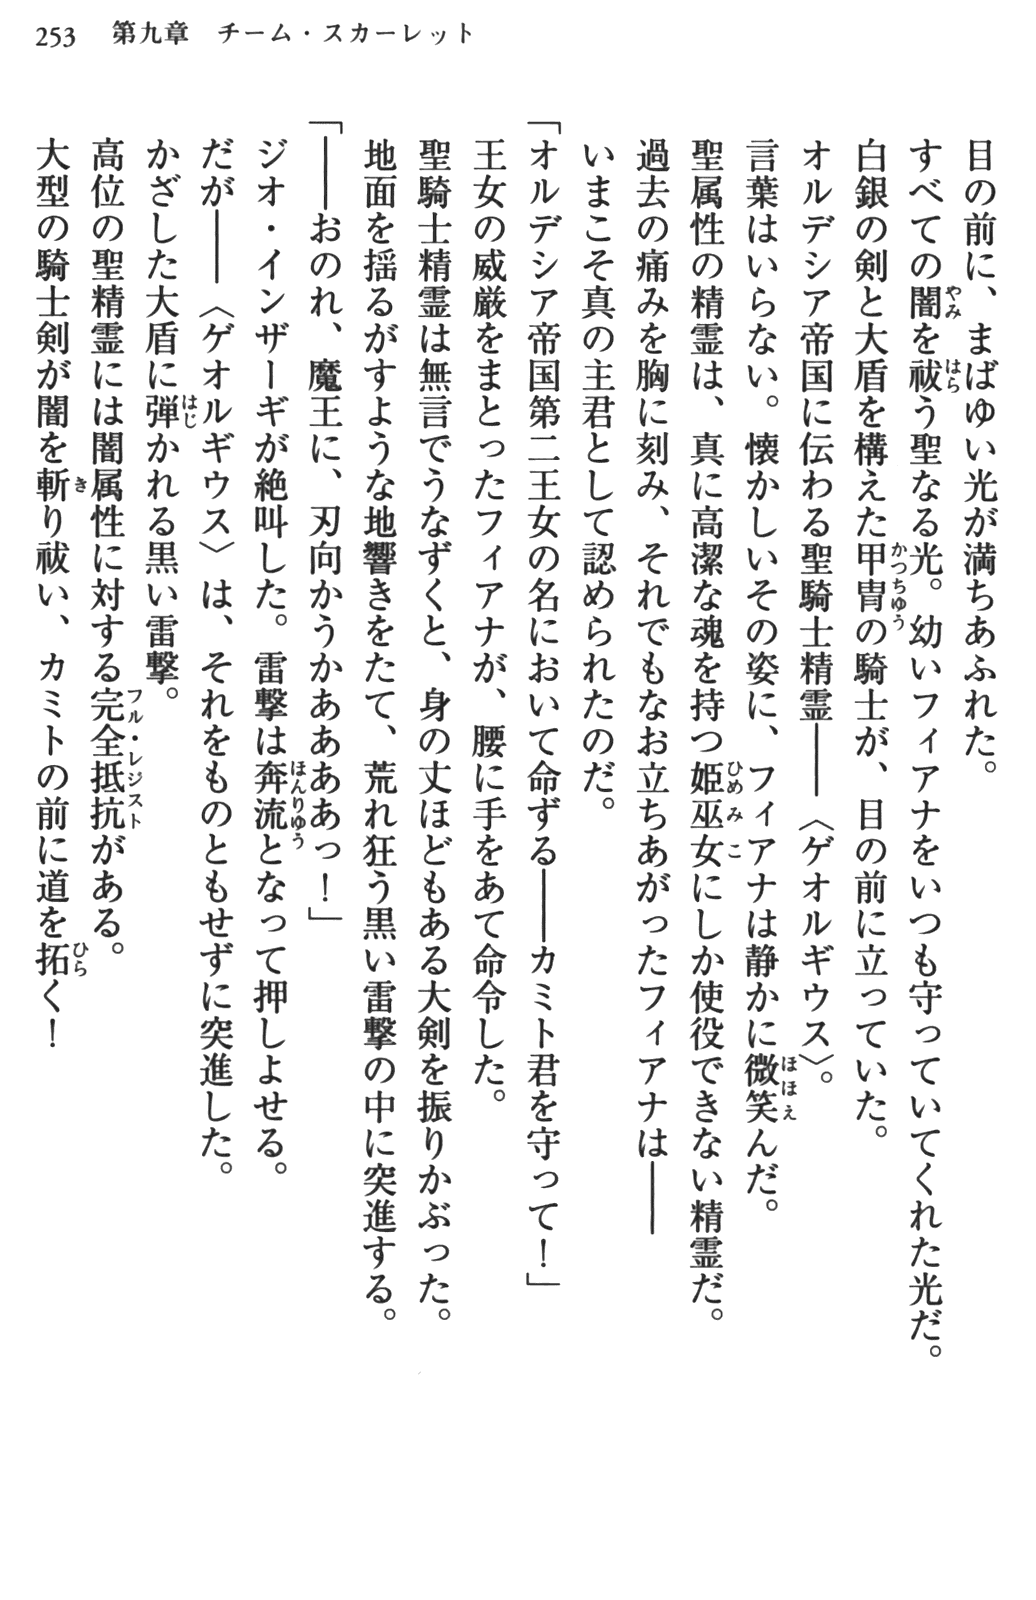 253　第九章　チーム・スカーレット
目の前に、まばゆい光が満ちあふれた。
すべての闇を祓う聖なる光。幼いフィアナをいつも守っていてくれた光だ。
白銀の剣と大盾を構えた甲冑の騎士が、目の前に立っていた。
オルデシア帝国に伝わる聖騎士精霊――〈ゲオルギウス〉。
言葉はいらない。懐かしいその姿に、フィアナは静かに微笑んだ。
聖属性の精霊は、真に高潔な魂を持つ姫巫女にしか使役できない精霊だ。
過去の痛みを胸に刻み、それでもなお立ちあがったフィアナは――
いまこそ真の主君として認められたのだ。
「オルデシア帝国第二王女の名において命ずる――カミト君を守って！」
王女の威厳をまとったフィアナが、腰に手をあて命令した。
聖騎士精霊は無言でうなずくと、身の丈ほどもある大剣を振りかぶった。
地面を揺るがすような地響きをたて、荒れ狂う黒い雷撃の中に突進する。
「――おのれ、魔王に、刃向かうかああああっ！」
ジオ・インザーギが絶叫した。雷撃は奔流となって押しよせる。
だが――〈ゲオルギウス〉は、それをものともせずに突進した。
かざした大盾に弾かれる黒い雷撃。
高位の聖精霊には闇属性に対する完全抵抗がある。
大型の騎士剣が闇を斬り祓い、カミトの前に道を拓く！